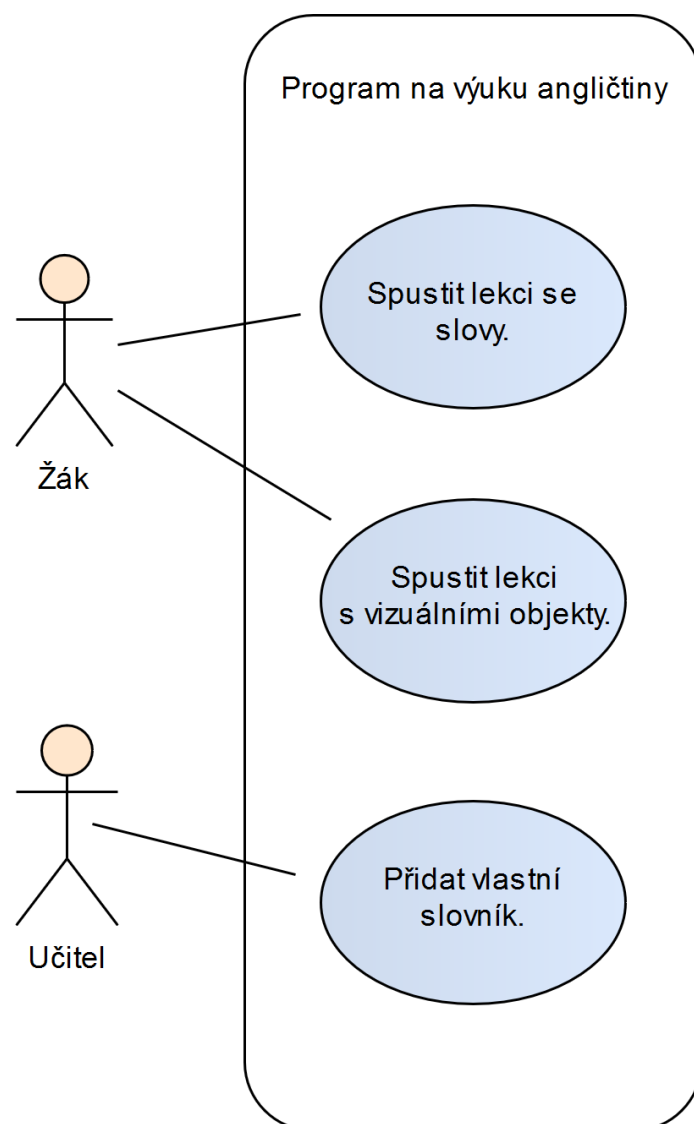 Program na výuku angličtiny
Spustit lekci se
slovy.
Žák
Spustit lekci
s vizuálními objekty.
Přidat vlastní
slovník.
Učitel